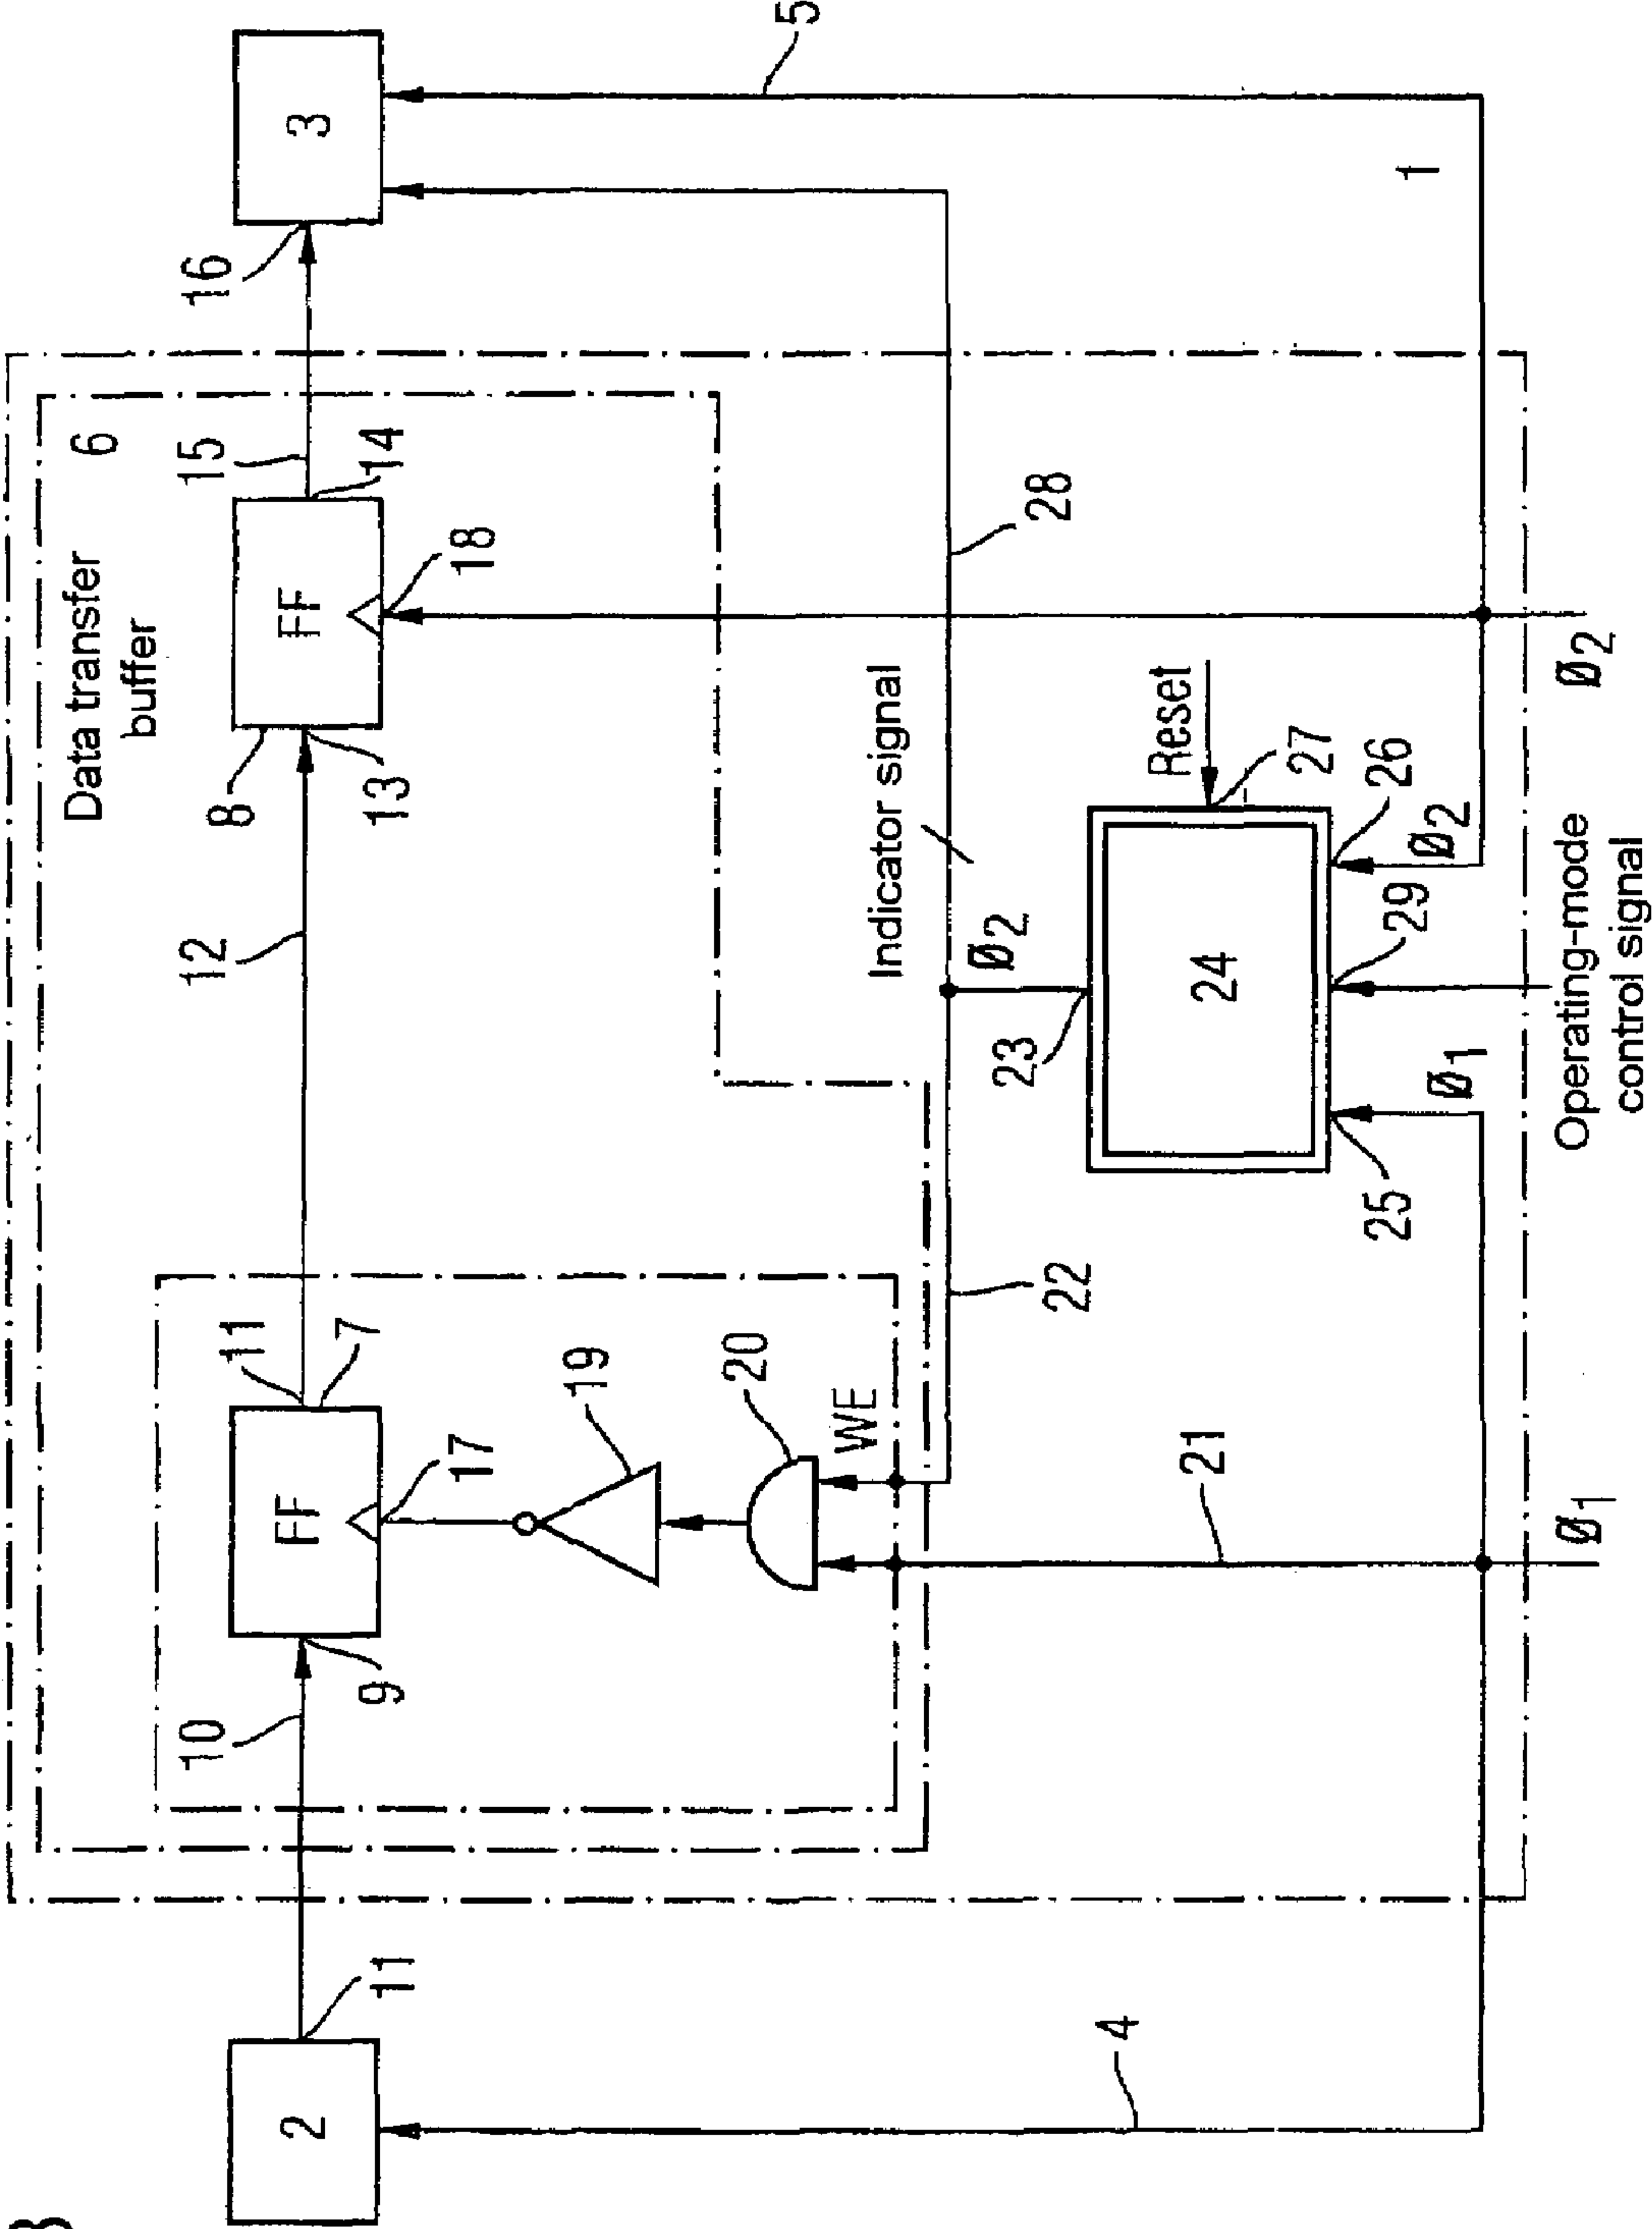 3
Data transfer
buffer
6
2
11
10
9
FF
7
11
17
19
20
WE
12
8
13
FF
14
15
18
16
3
5
4
21
22
23
Ø2
Indicator signal
28
24
Reset
27
25
Ø1
29
Ø2
26
1
Ø1
Operating-mode
control signal
Ø2